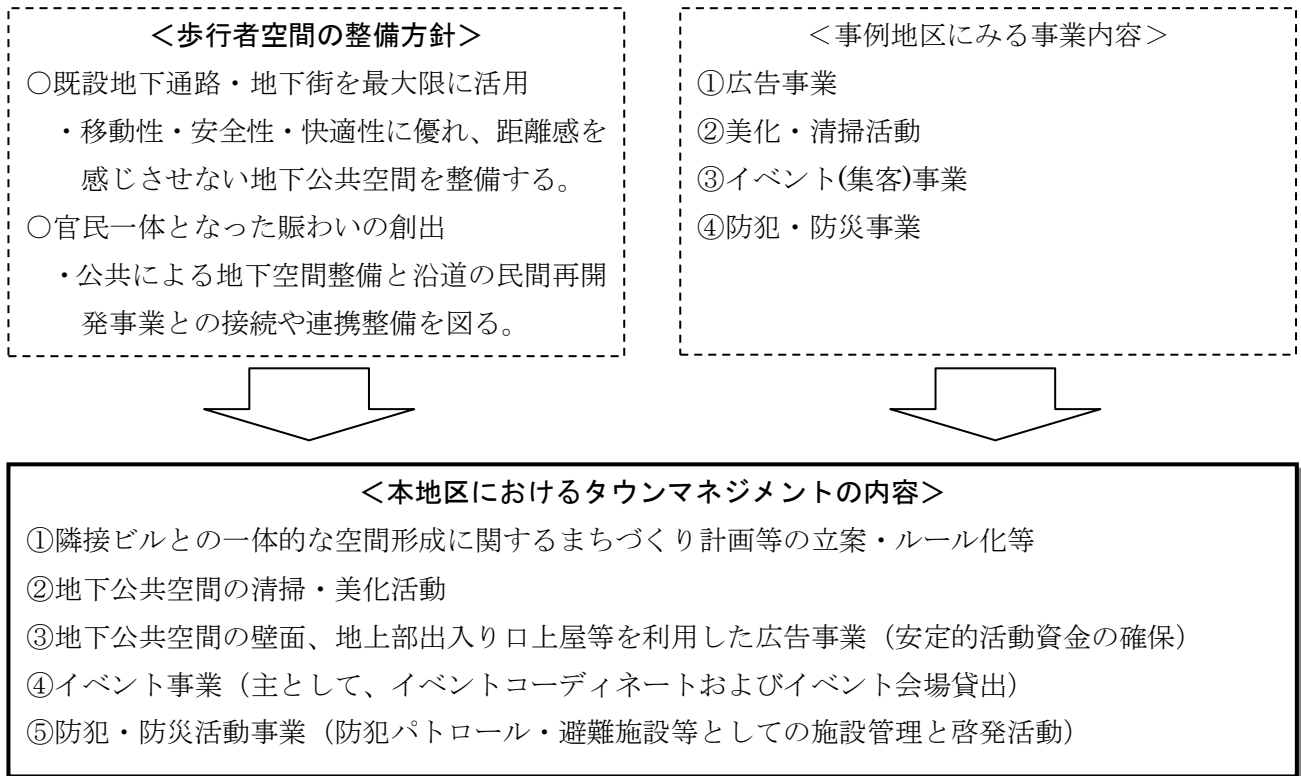 ＜歩行者空間の整備方針＞
○既設地下通路・地下街を最大限に活用
・移動性・安全性・快適性に優れ、距離感を
感じさせない地下公共空間を整備する。
○官民一体となった賑わいの創出
・公共による地下空間整備と沿道の民間再開
発事業との接続や連携整備を図る。
＜事例地区にみる事業内容＞
①広告事業
②美化・清掃活動
③イベント(集客)事業
④防犯・防災事業
＜本地区におけるタウンマネジメントの内容＞
①隣接ビルとの一体的な空間形成に関するまちづくり計画等の立案・ルール化等
②地下公共空間の清掃・美化活動
③地下公共空間の壁面、地上部出入り口上屋等を利用した広告事業（安定的活動資金の確保）
④イベント事業（主として、イベントコーディネートおよびイベント会場貸出）
⑤防犯・防災活動事業（防犯パトロール・避難施設等としての施設管理と啓発活動）